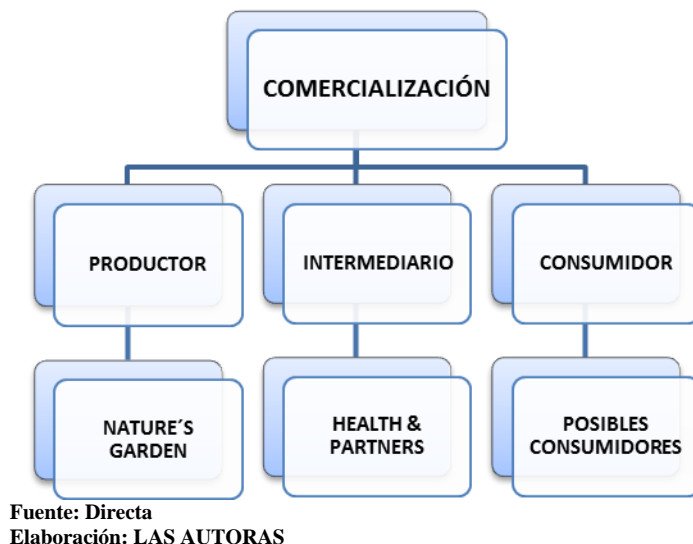 COMERCIALIZACIÓN
PRODUCTOR
INTERMEDIARIO
CONSUMIDOR
NATURE´S
GARDEN
HEALTH &
PARTNERS
POSIBLES
CONSUMIDORES
Fuente: Directa
Elaboración: LAS AUTORAS